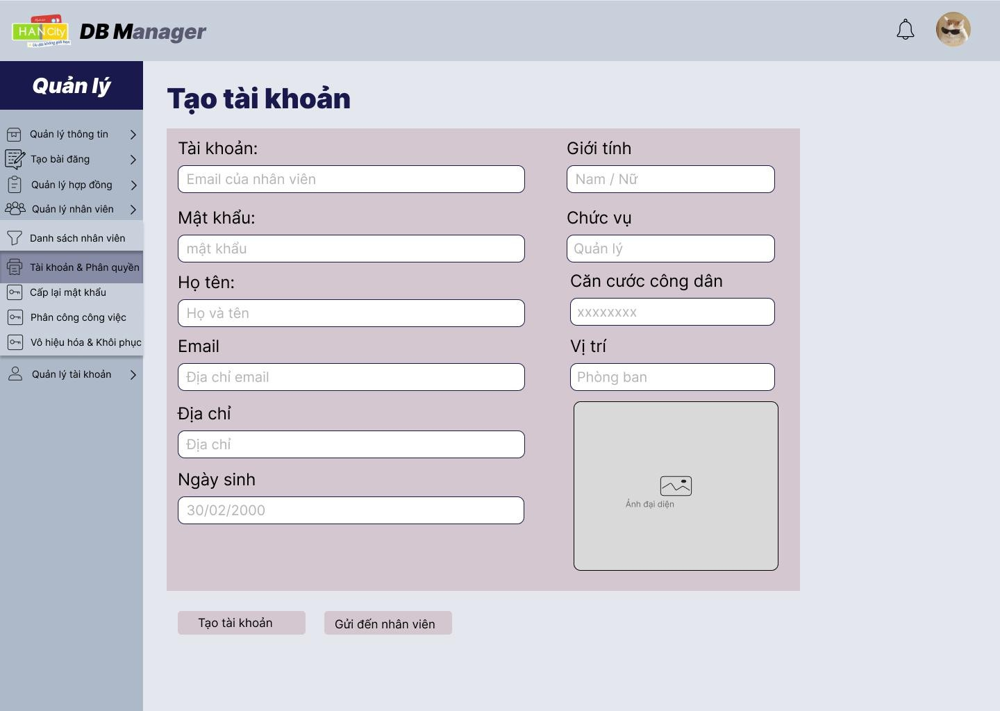 HANCity
Ưu đãi không giới hạn
DB Manager
Quản lý
Quản lý thông tin
Tạo bài đăng
Quản lý hợp đồng
Quản lý nhân viên
Danh sách nhân viên
Tài khoản & Phân quyền
Cấp lại mật khẩu
Phân công công việc
Vô hiệu hóa & Khôi phục
Quản lý tài khoản
Tạo tài khoản
Tài khoản:
Email của nhân viên
Mật khẩu:
mật khẩu
Họ tên:
Họ và tên
Email
Địa chỉ email
Địa chỉ
Địa chỉ
Ngày sinh
30/02/2000
Giới tính
Nam / Nữ
Chức vụ
Quản lý
Căn cước công dân
xxxxxxxx
Vị trí
Phòng ban
Ảnh đại diện
Tạo tài khoản
Gửi đến nhân viên